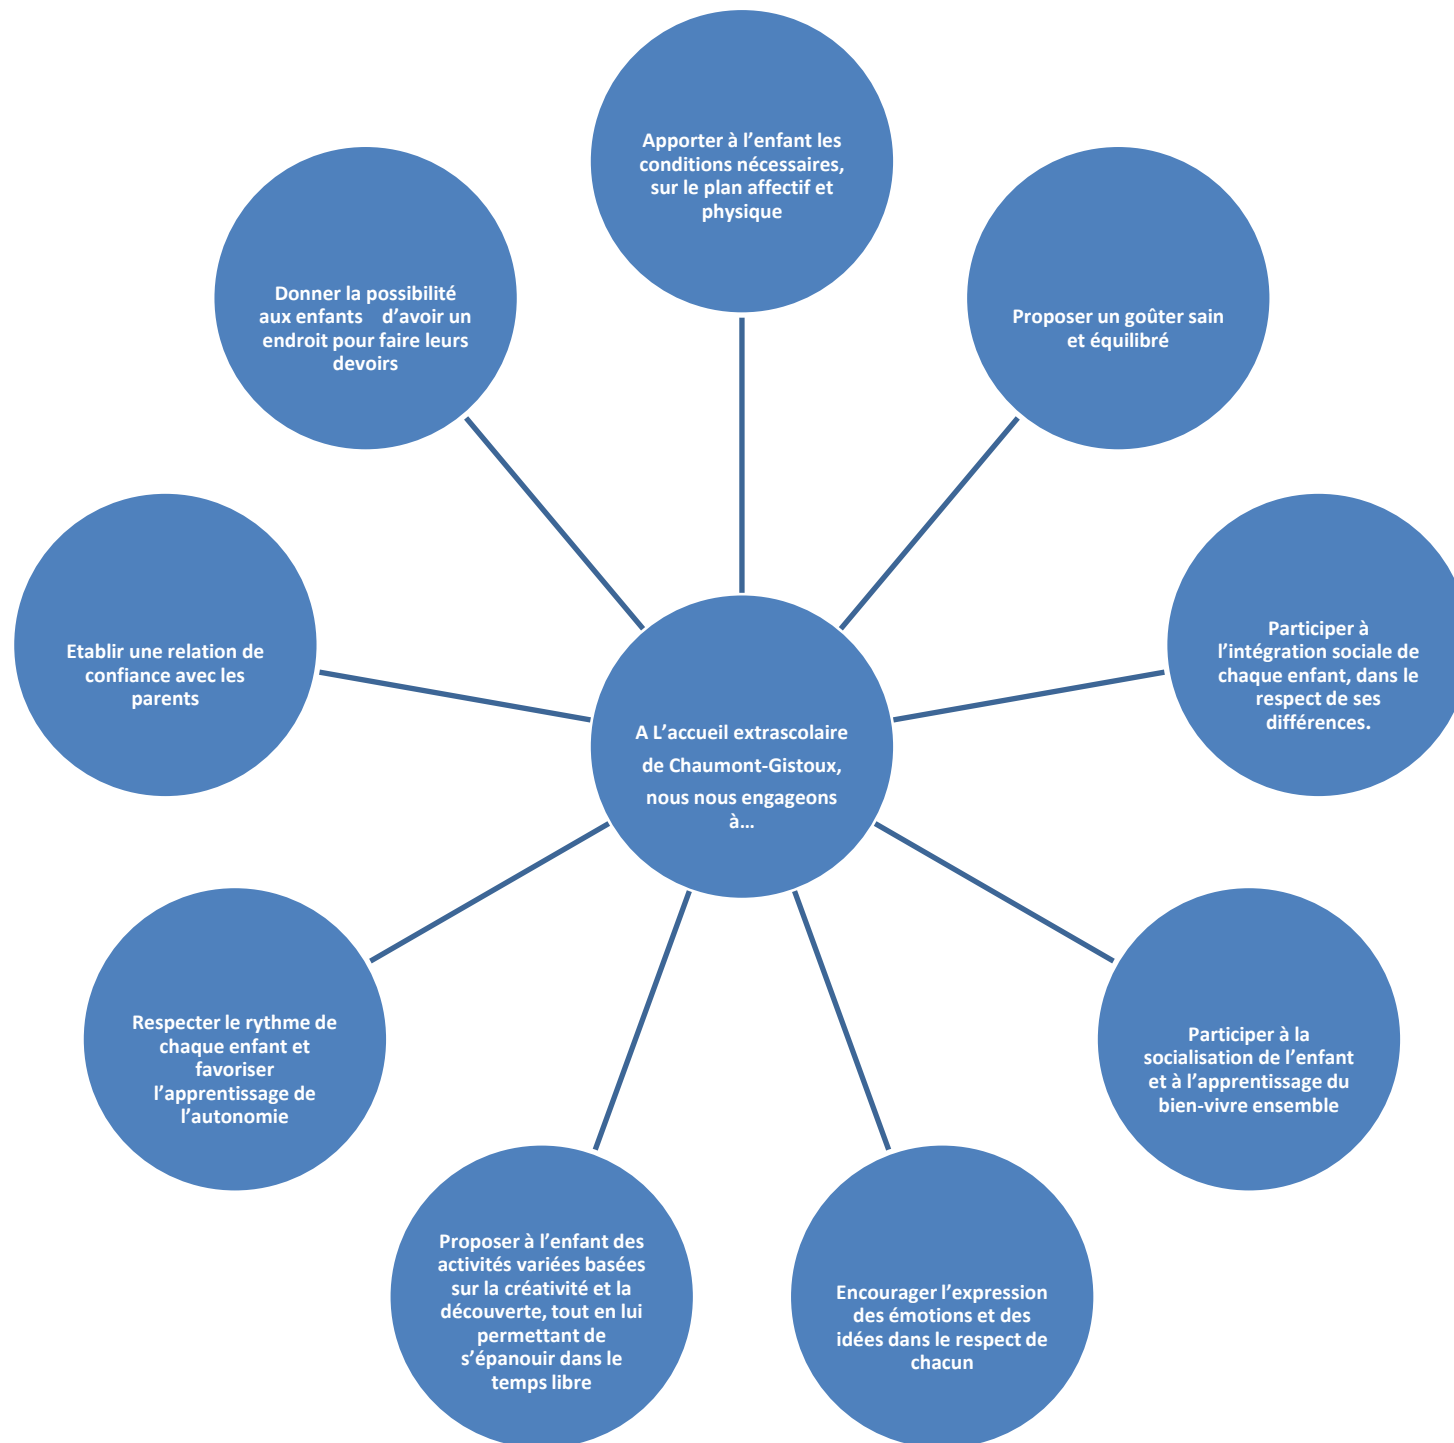 Apporter à l’enfant les
conditions nécessaires,
sur le plan affectif et
physique
Proposer un goûter sain
et équilibré
Participer à
l’intégration sociale de
chaque enfant, dans le
respect de ses
différences.
Participer à la
socialisation de l’enfant
et à l’apprentissage du
bien-vivre ensemble
Encourager l’expression
des émotions et des
idées dans le respect de
chacun
Proposer à l’enfant des
activités variées basées
sur la créativité et la
découverte, tout en lui
permettant de
s’épanouir dans le
temps libre
Respecter le rythme de
chaque enfant et
favoriser
l’apprentissage de
l’autonomie
Etablir une relation de
confiance avec les
parents
Donner la possibilité
aux enfants    d’avoir un
endroit pour faire leurs
devoirs
A L’accueil extrascolaire
de Chaumont-Gistoux,
nous nous engageons
à…